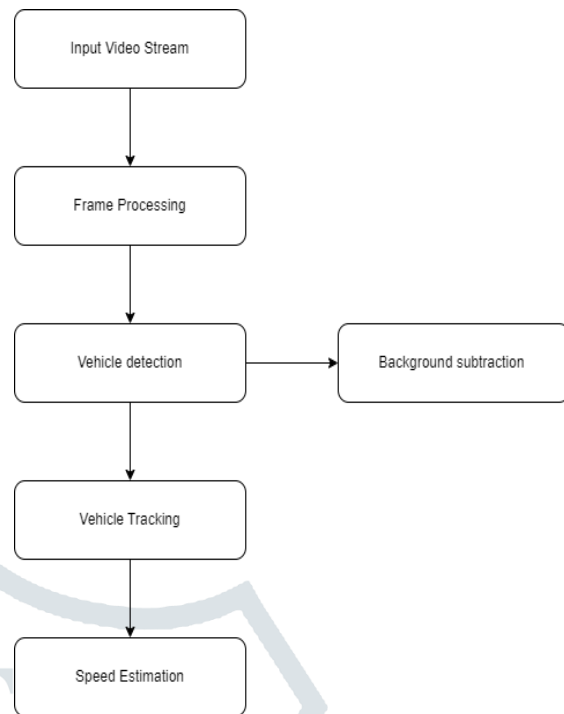 Input Video Stream
Frame Processing
Vehicle detection
Background subtraction
Vehicle Tracking
Speed Estimation